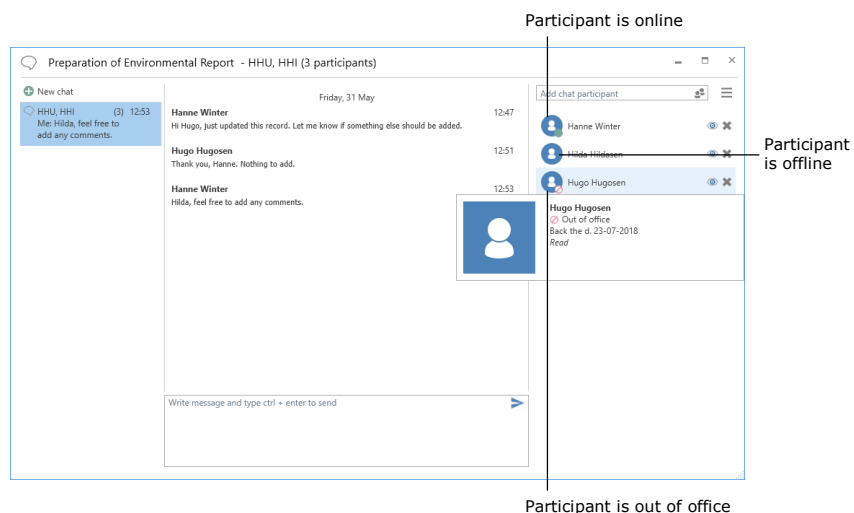 Participant is online
Preparation of Environmental Report - HHU, HHI (3 participants)
New chat
HHU, HHI (3) 12:53
Me: Hilda, feel free to
add any comments.
Friday, 31 May
Hanne Winter 12:47
Hi Hugo, just updated this record. Let me know if something else should be added.
Hugo Hugosen 12:51
Thank you, Hanne. Nothing to add.
Hanne Winter 12:53
Hilda, feel free to add any comments.
Write message and type ctrl + enter to send
Add chat participant
Hanne Winter
Hilda Hildasen
Hugo Hugosen
Hugo Hugosen
Out of office
Back the d. 23-07-2018
Read
Participant
is offline
Participant is out of office